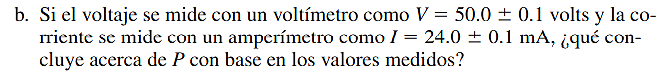 b. Si el voltaje se mide con un voltímetro como V = 50.0 ± 0.1 volts y la co-
rriente se mide con un amperímetro como I = 24.0 ± 0.1 mA, ¿qué con-
cluye acerca de P con base en los valores medidos?